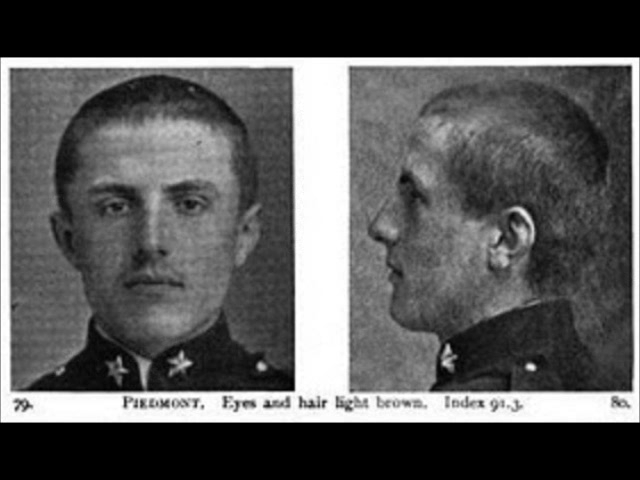 79. PIEDMONT. Eyes and hair light brown. Index 91.3. 80.